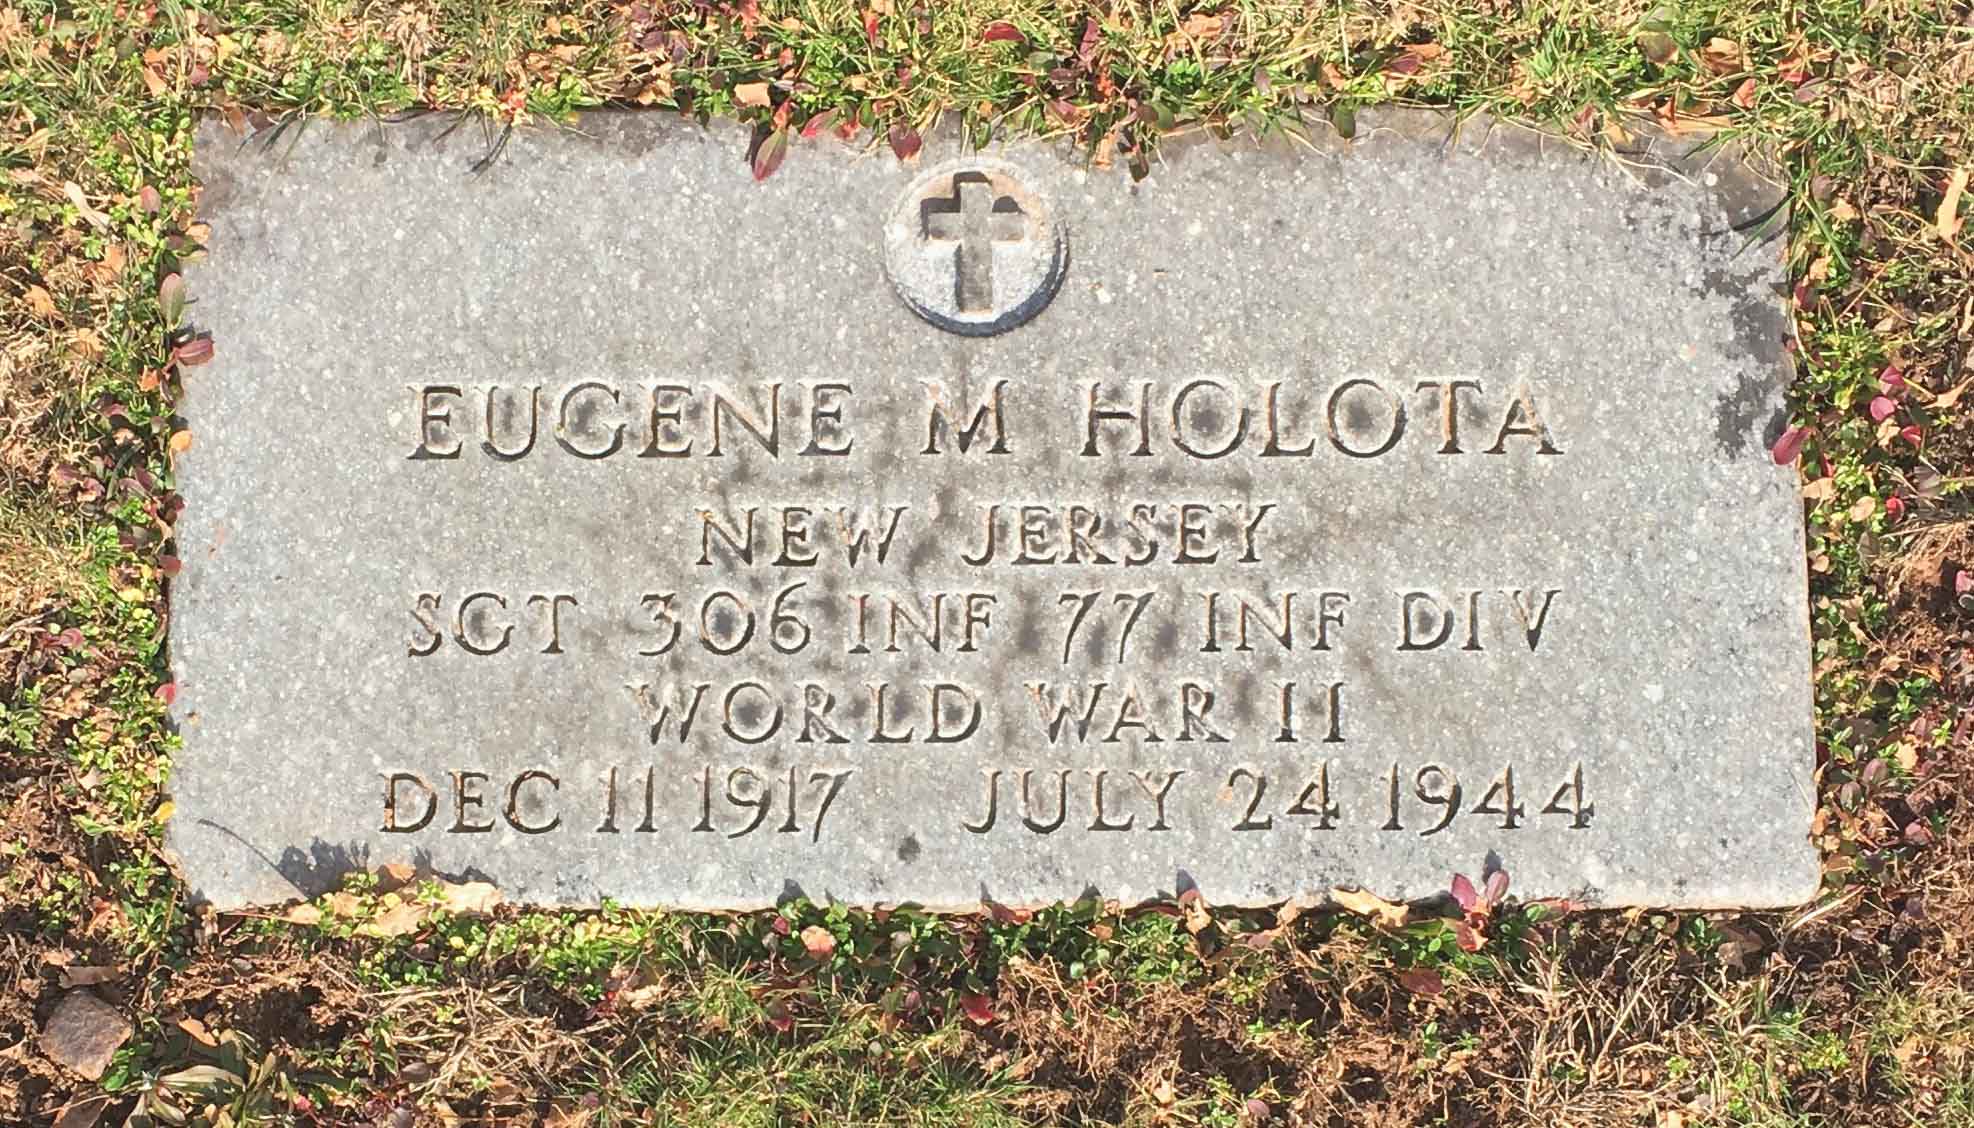 EUGENE M HOLOTA
NEW JERSEY
SGT 306 INF 77 INF DIV
WORLD WAR II
DEC 11 1917 JULY 24 1944